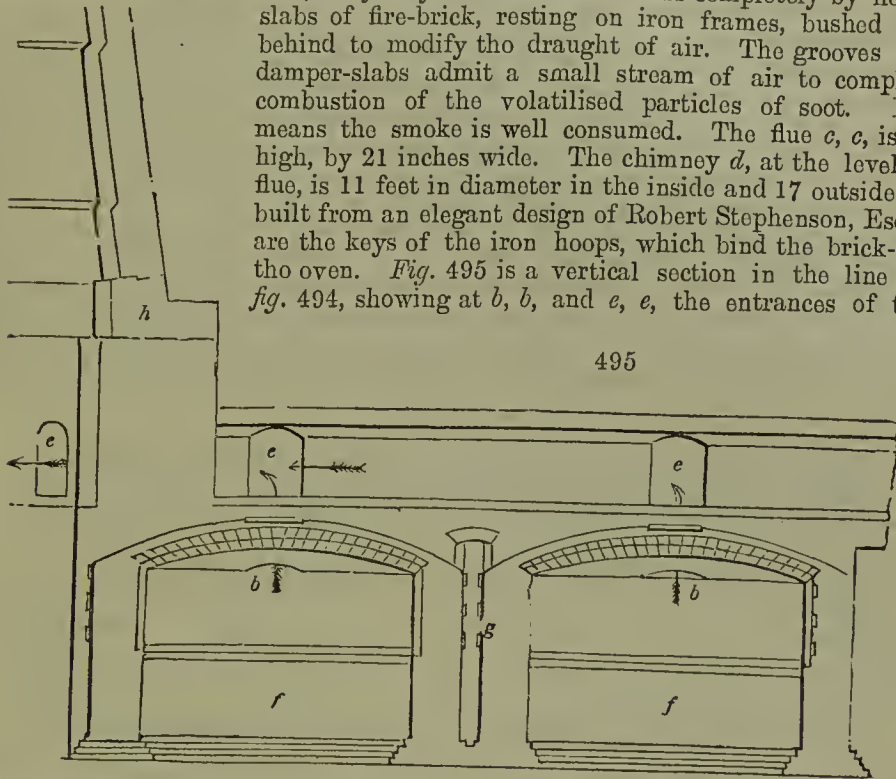 completely by
slabs of fire-brick, resting on iron frames, bushed
behind to modify tho draught of air. The grooves
damper-slabs admit a small stream of air to comp
combustion of the volatilised particles of soot.
means the smoke is well consumed. The flue c, c, is
high, by 21 inches wide. The chimney d, at the level
flue, is 11 feet in diameter in the inside and 17 outside
built from an elegant design of Robert Stephenson, Es
are the keys of the iron hoops, which bind the brick-
tho oven. Fig. 495 is a vertical section in the line
fig. 494, showing at b, b, and e, e, the entrances of t
h
495
e
e
e
b
b
g
f
f